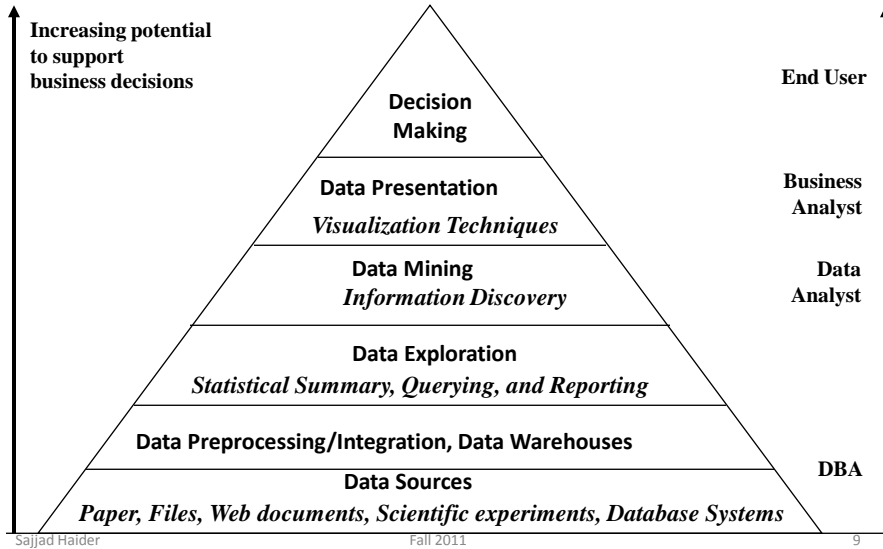 Increasing potential
to support
business decisions
End User
Decision
Making
Data Presentation
Visualization Techniques
Business
Analyst
Data Mining
Information Discovery
Data
Analyst
Data Exploration
Statistical Summary, Querying, and Reporting
Data Preprocessing/Integration, Data Warehouses
DBA
Data Sources
Paper, Files, Web documents, Scientific experiments, Database Systems
Sajjad Haider
Fall 2011
9